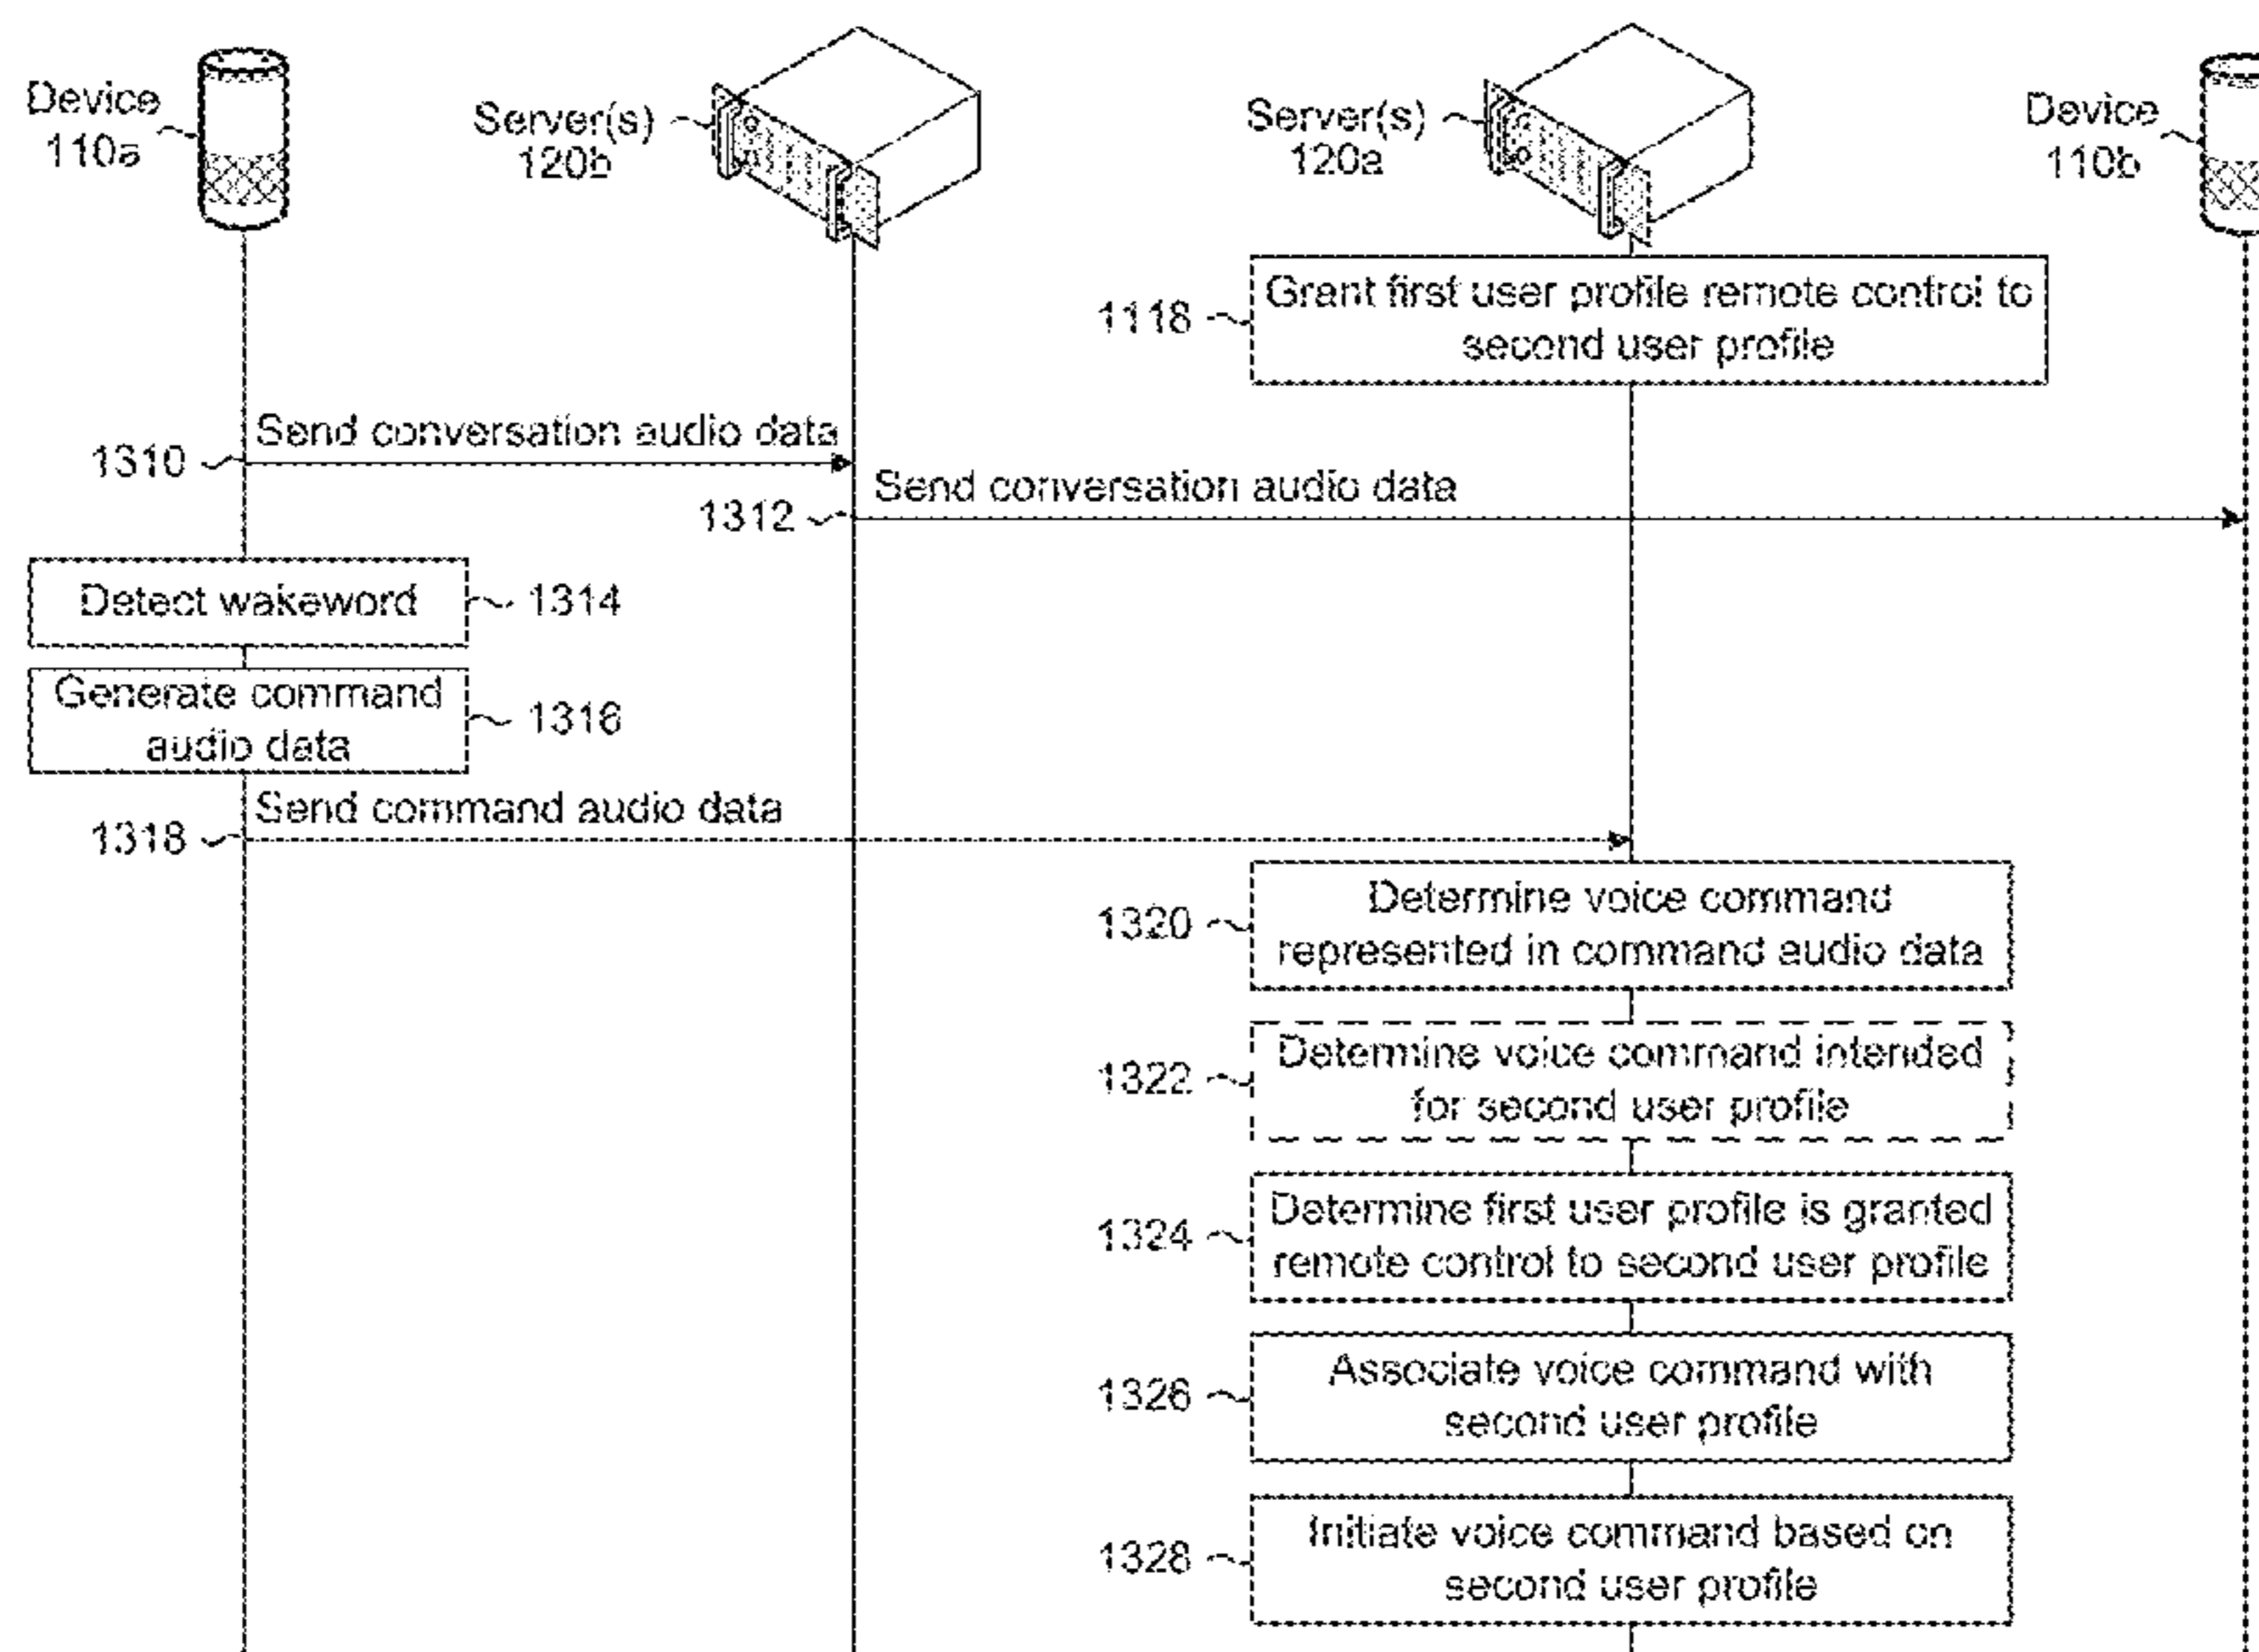 Device
110a
Server(s)
120b
Server(s)
120a
Device
110b
1118
Grant first user profile remote control to
second user profile
Send conversation audio data
1310
Send conversation audio data
1312
Detect wakeword
1314
Generate command
audio data
1316
Send command audio data
1318
1320
Determine voice command
represented in command audio data
1322
Determine voice command intended
for second user profile
1324
Determine first user profile is granted
remote control to second user profile
1326
Associate voice command with
second user profile
1328
Initiate voice command based on
second user profile